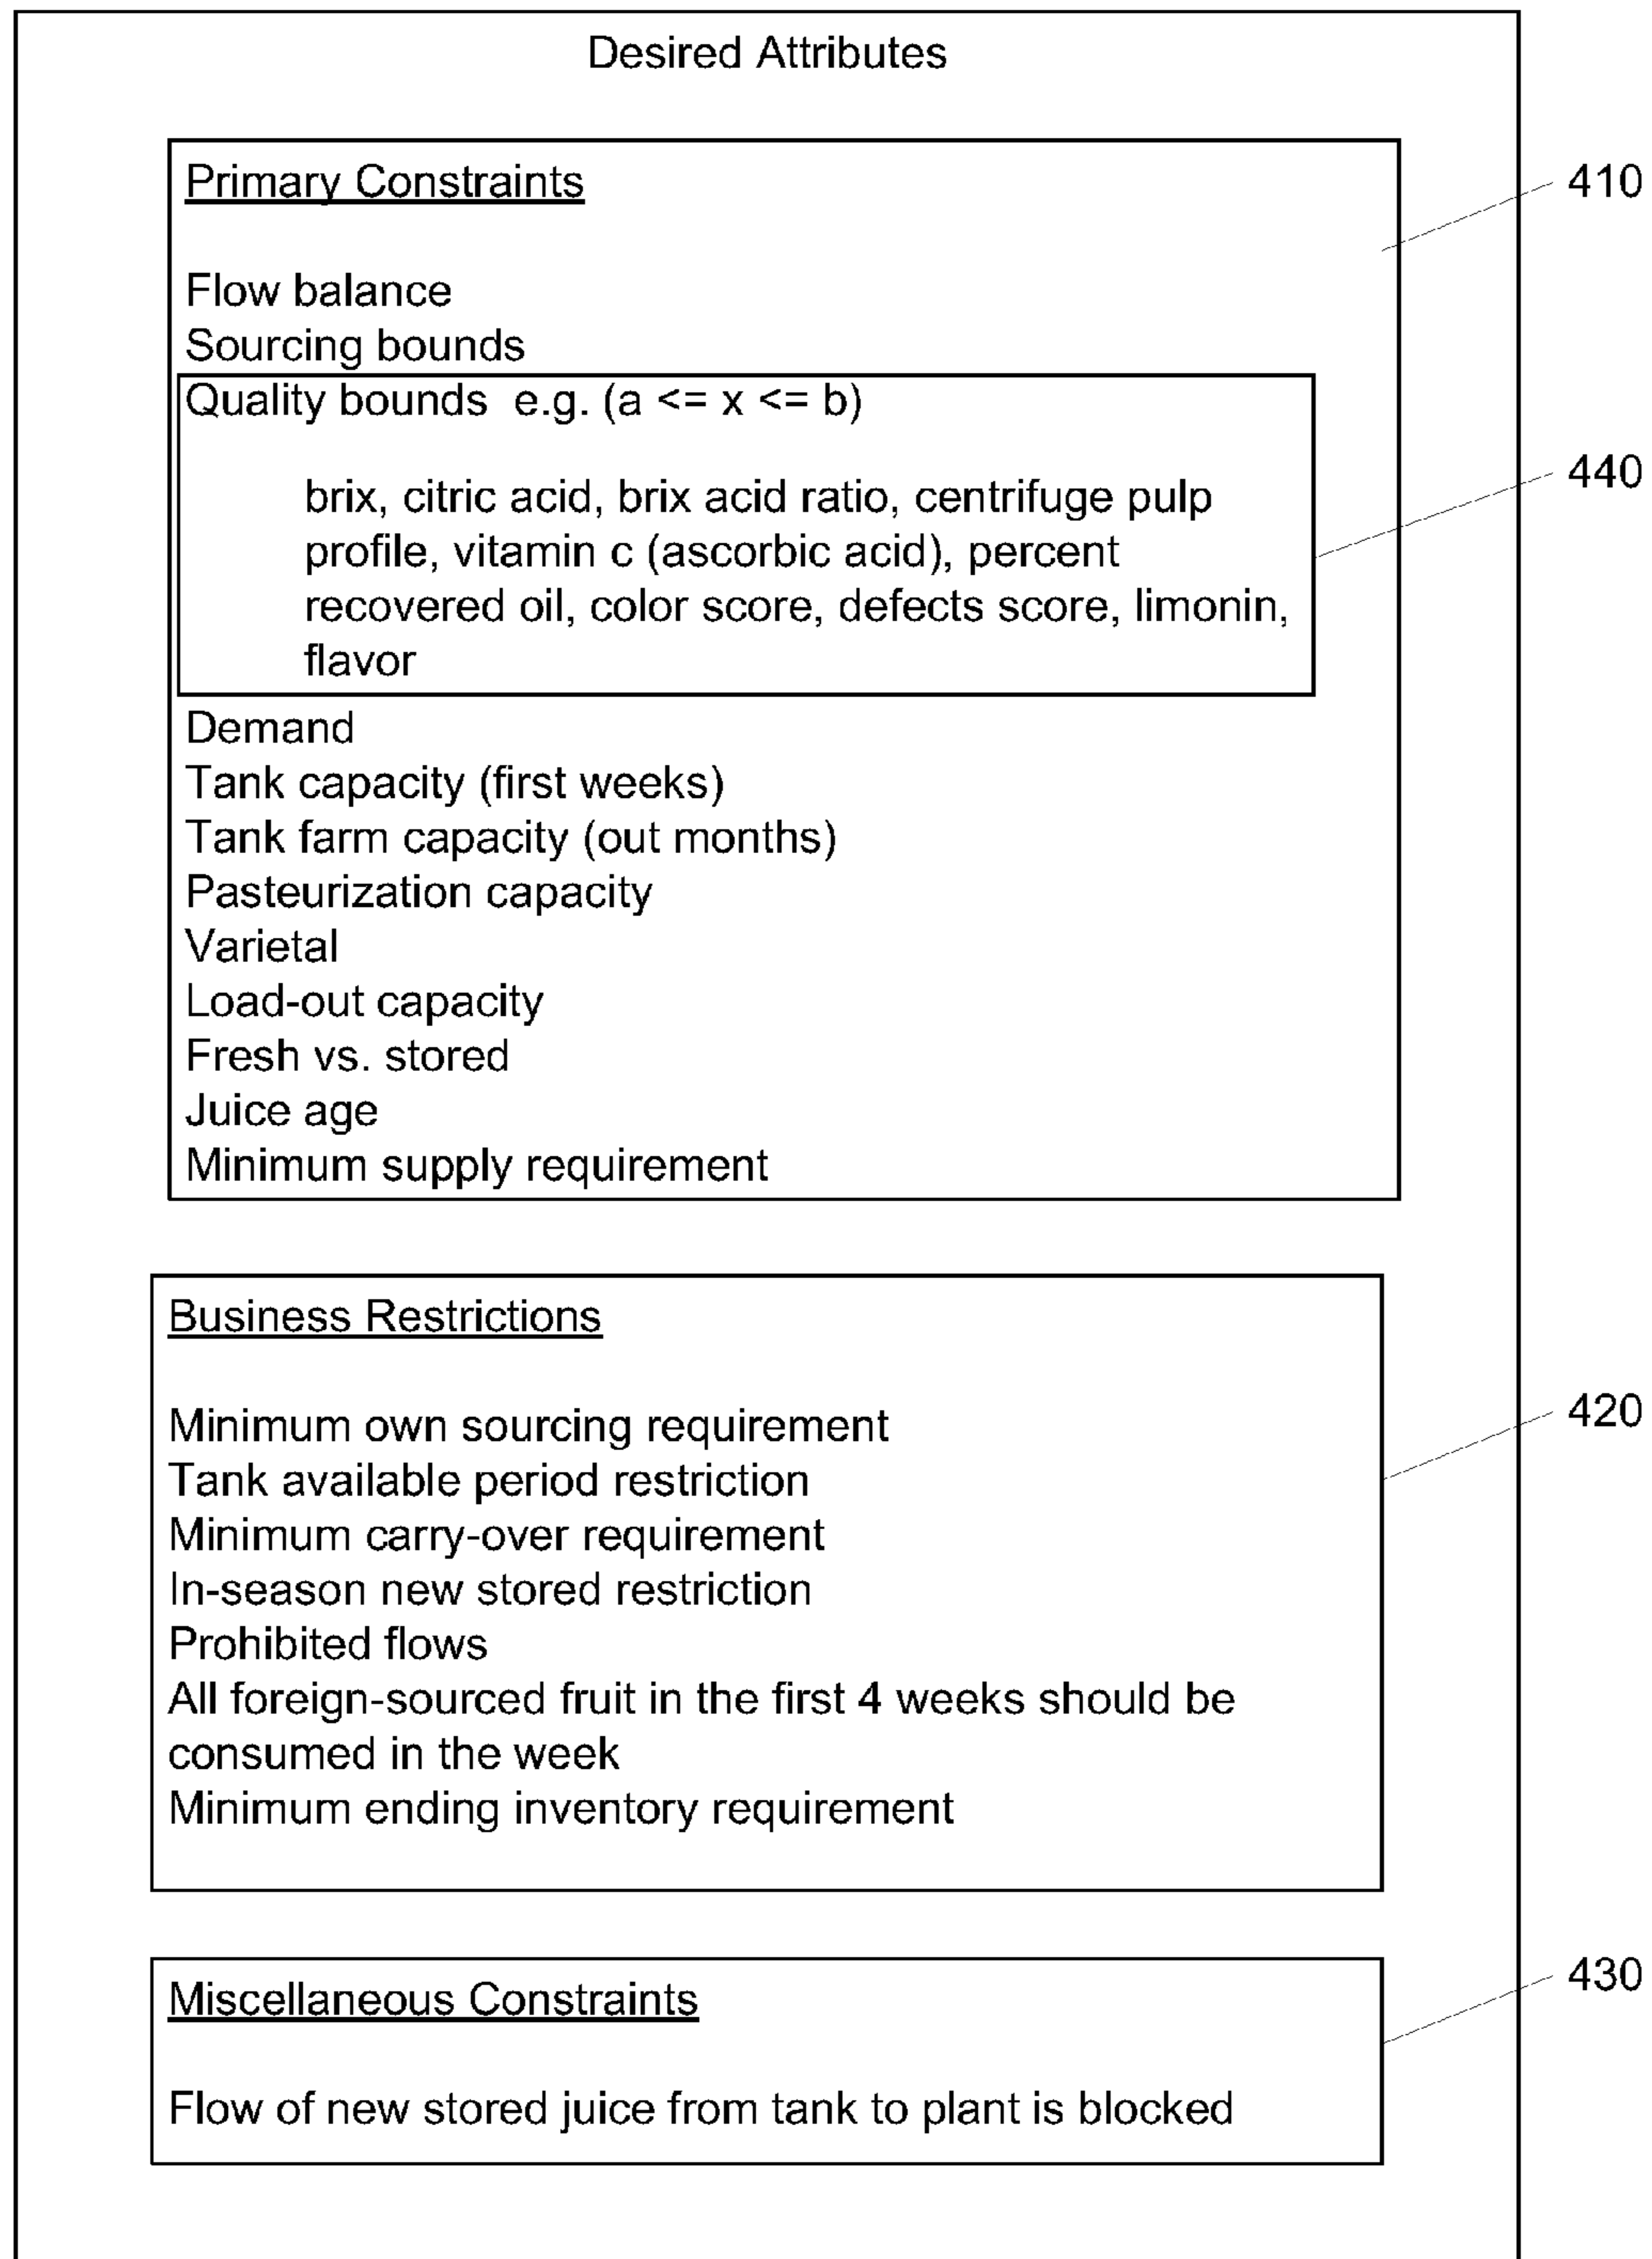 Desired Attributes
Primary Constraints
410
Flow balance
Sourcing bounds
Quality bounds e.g. (a <= x <= b)
440
brix, citric acid, brix acid ratio, centrifuge pulp
profile, vitamin c (ascorbic acid), percent
recovered oil, color score, defects score, limonin,
flavor
Demand
Tank capacity (first weeks)
Tank farm capacity (out months)
Pasteurization capacity
Varietal
Load-out capacity
Fresh vs. stored
Juice age
Minimum supply requirement
Business Restrictions
420
Minimum own sourcing requirement
Tank available period restriction
Minimum carry-over requirement
In-season new stored restriction
Prohibited flows
All foreign-sourced fruit in the first 4 weeks should be
consumed in the week
Minimum ending inventory requirement
Miscellaneous Constraints
430
Flow of new stored juice from tank to plant is blocked